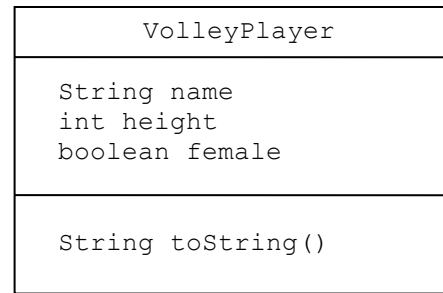 VolleyPlayer
String name
int height
boolean female
String toString()